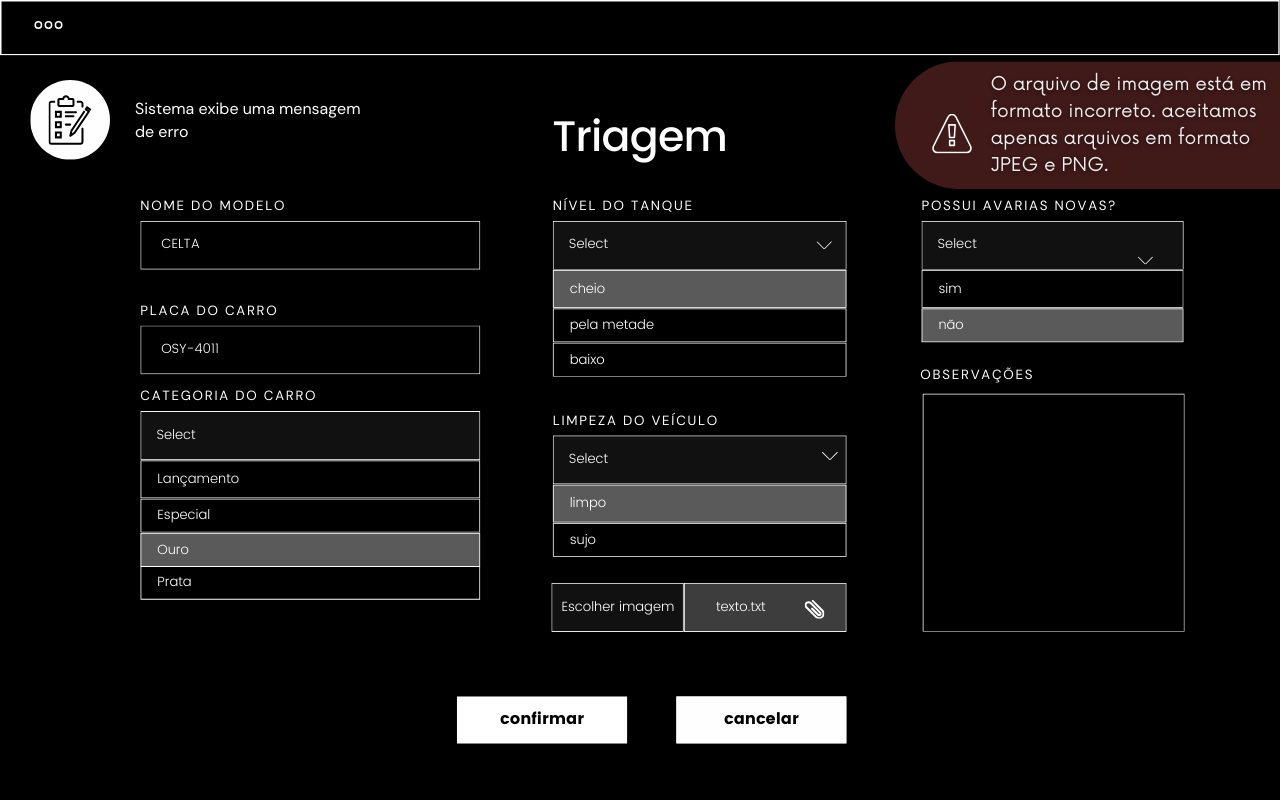 Sistema exibe uma mensagem
de erro
Triagem
O arquivo de imagem está em
formato incorreto. aceitamos
apenas arquivos em formato
JPEG e PNG.
NOME DO MODELO
CELTA
PLACA DO CARRO
OSY-4011
CATEGORIA DO CARRO
Select
Lançamento
Especial
Ouro
Prata
NÍVEL DO TANQUE
Select
cheio
pela metade
baixo
LIMPEZA DO VEÍCULO
Select
limpo
sujo
Escolher imagem
texto.txt
POSSUI AVARIAS NOVAS?
Select
sim
não
OBSERVAÇÕES
confirmar
cancelar